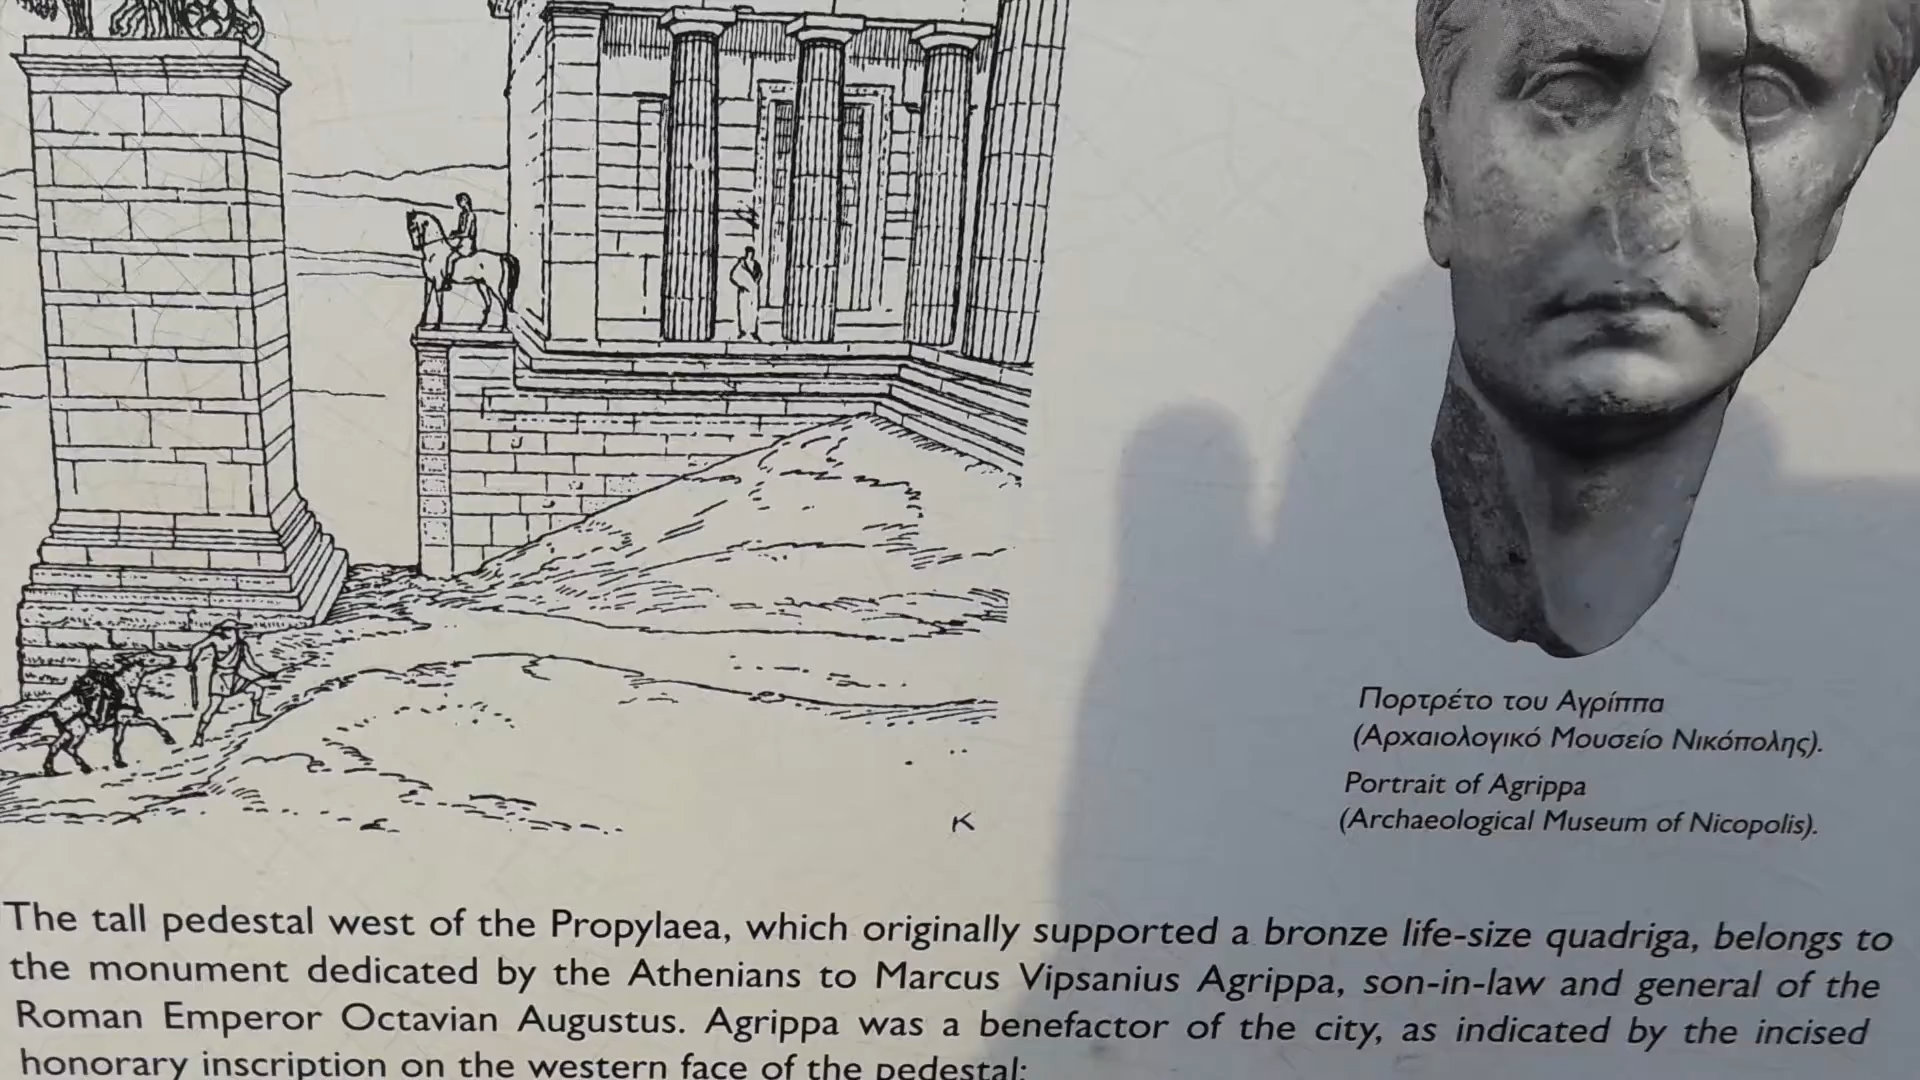 K
Πορτρέτο του Αγρίππα
(Αρχαιολογικό Μουσείο Νικόπολης).
Portrait of Agrippa
(Archaeological Museum of Nicopolis).
The tall pedestal west of the Propylaea, which originally supported a bronze life-size quadriga, belongs to
the monument dedicated by the Athenians to Marcus Vipsanius Agrippa, son-in-law and general of the
Roman Emperor Octavian Augustus. Agrippa was a benefactor of the city, as indicated by the incised
honorary inscription on the western face of the pedestal: